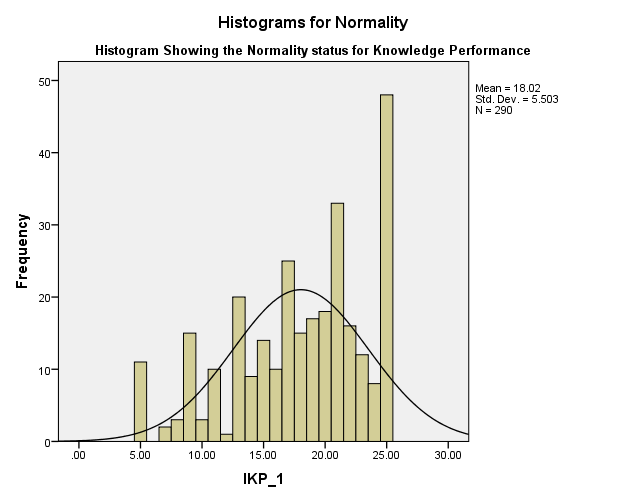 Histograms for Normality
Histogram Showing the Normality status for Knowledge Performance
Mean = 18.02
Std. Dev. = 5.503
N = 290
50
40
30
20
10
0
Frequency
.00 5.00 10.00 15.00 20.00 25.00 30.00
IKP_1